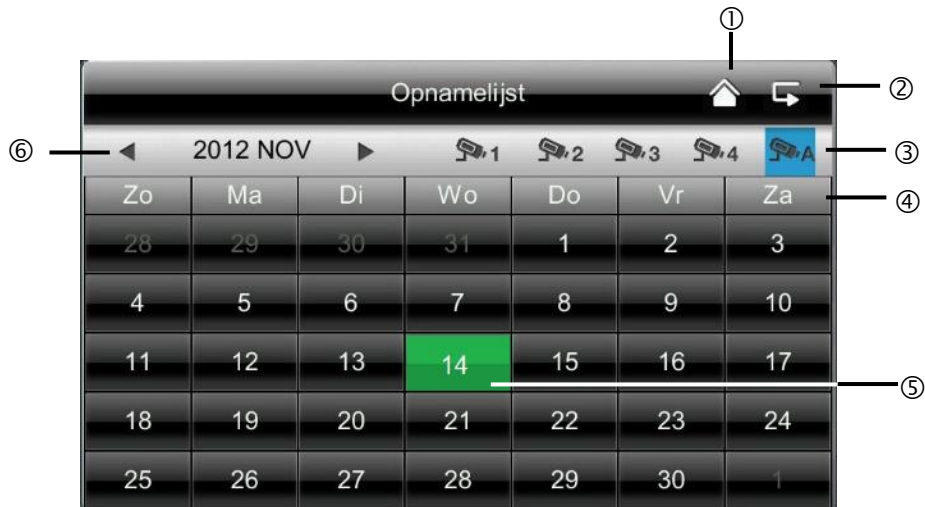 ①
Opnamelijst ②
⑥ 2012 NOV 1 2 3 4 A ③
Zo Ma Di Wo Do Vr Za ④
28 29 30 31 1 2 3
4 5 6 7 8 9 10
11 12 13 14 15 16 17
⑤
18 19 20 21 22 23 24
25 26 27 28 29 30 1